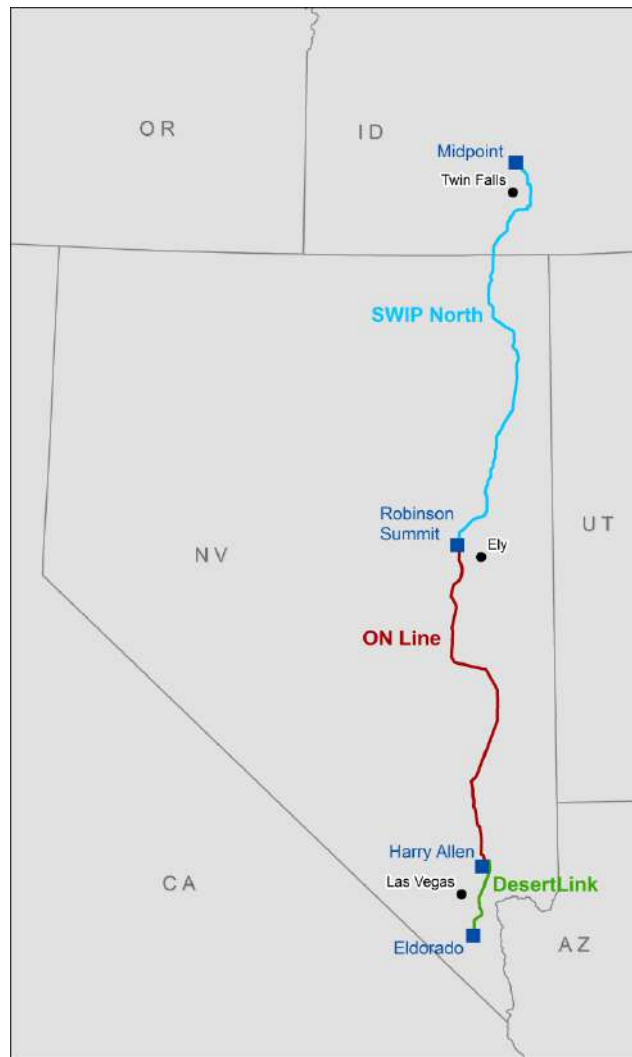 OR
ID
Midpoint
Twin Falls
SWIP North
Robinson
Summit
Ely
UT
NV
ON Line
Harry Allen
Las Vegas
DesertLink
CA
Eldorado
AZ